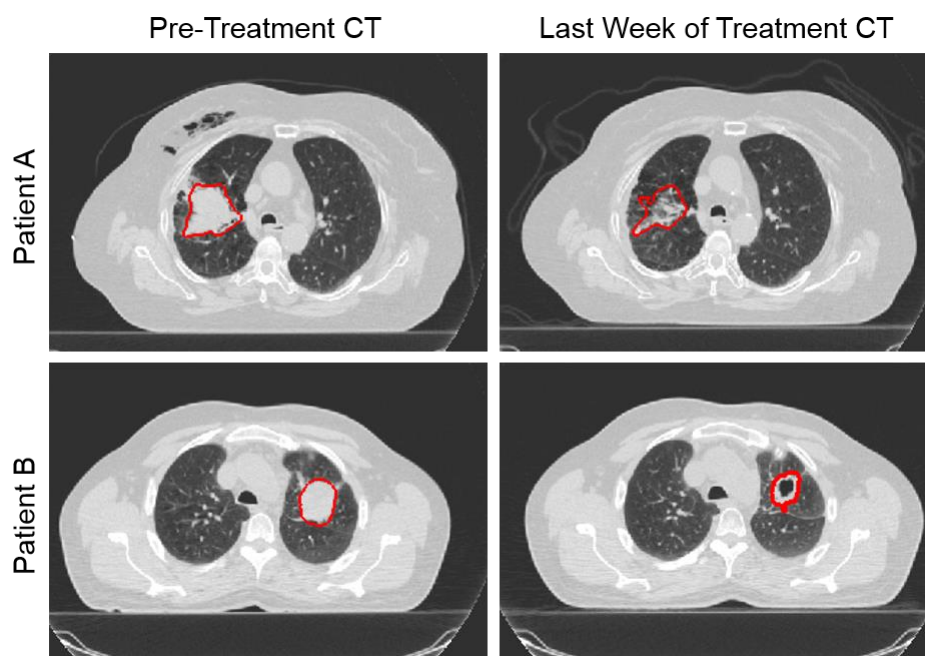 Pre-Treatment CT
Last Week of Treatment CT
Patient A
Patient B